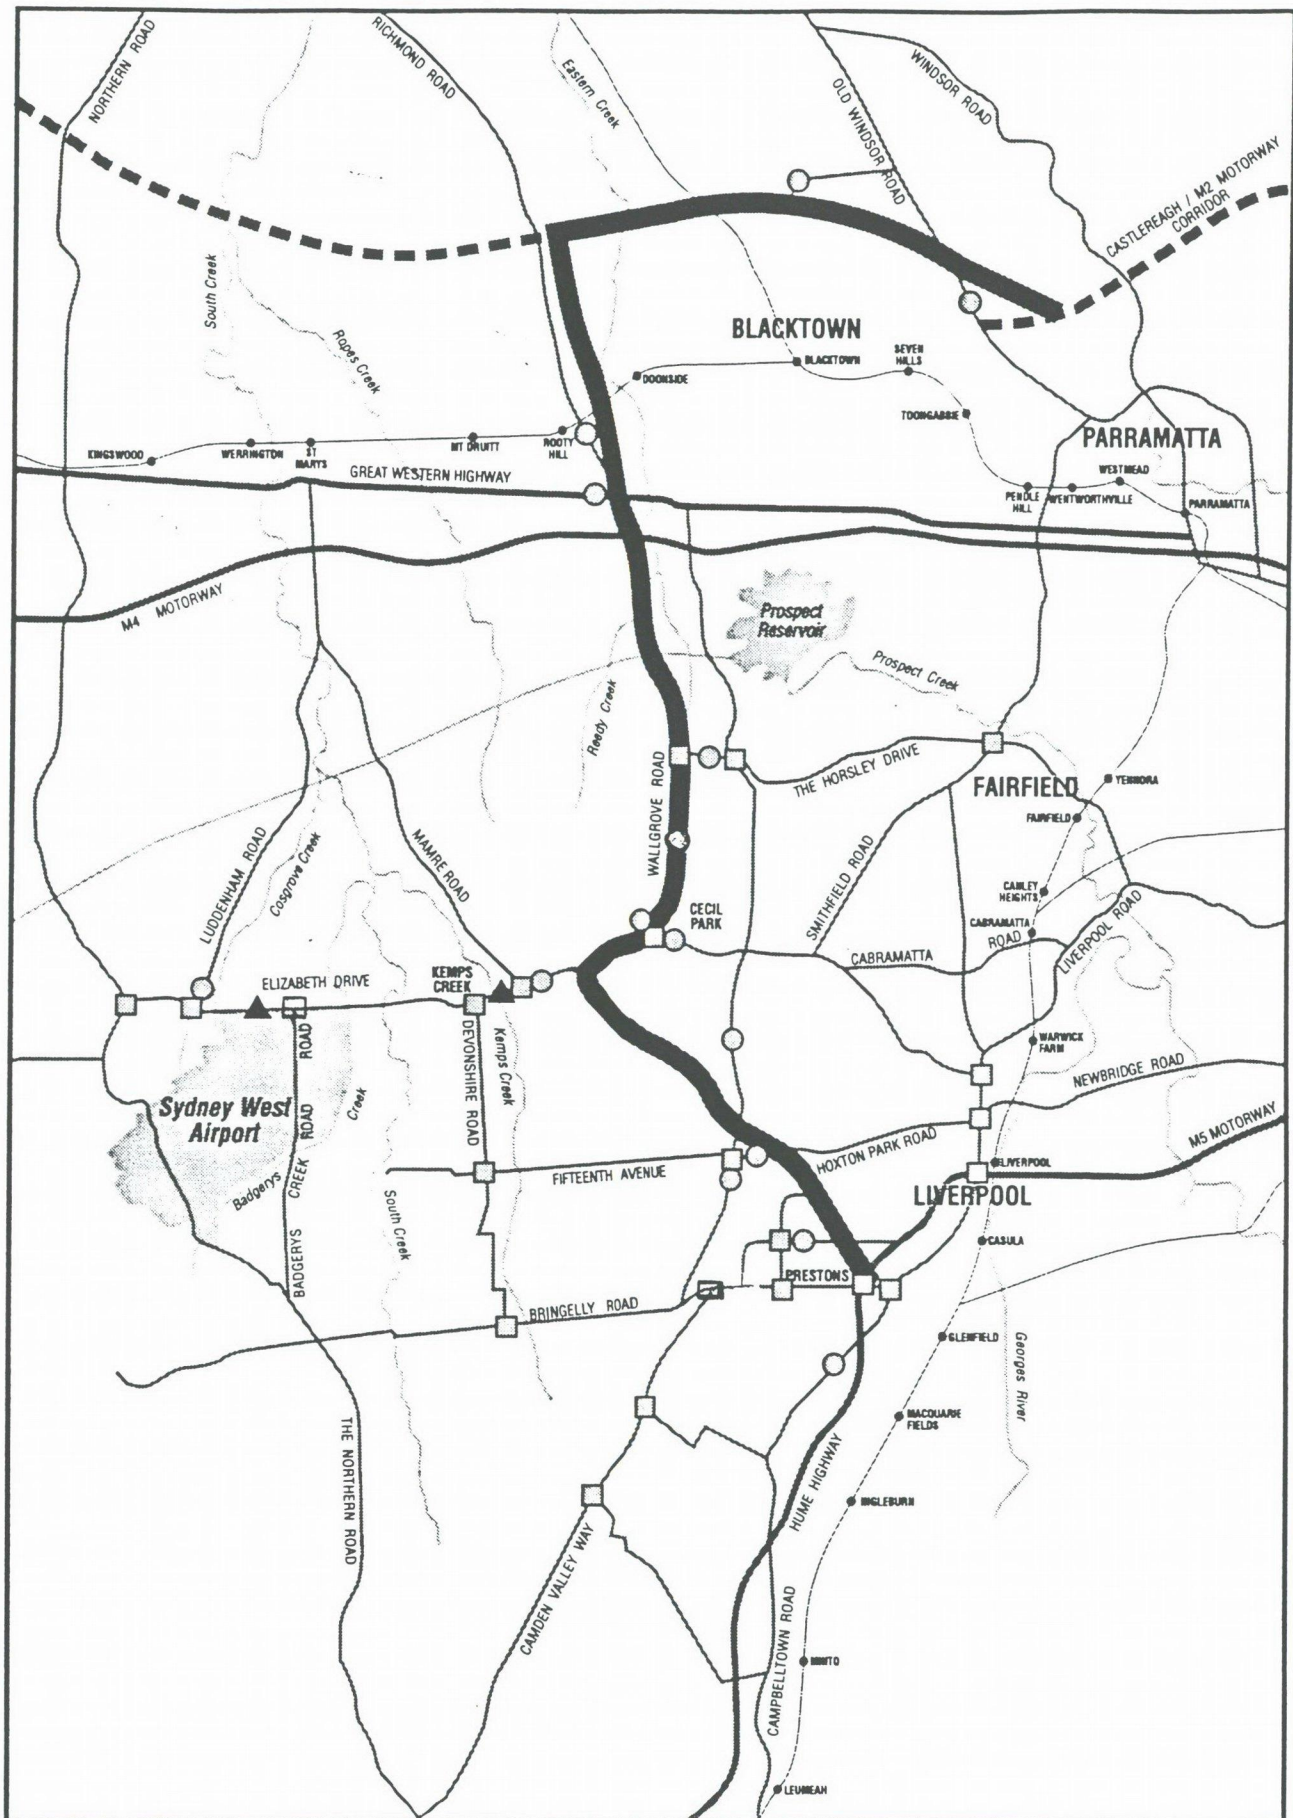 NORTHERN ROAD
RICHMOND ROAD
Eastern Creek
OLD WINDSOR ROAD
WINDSOR ROAD
CASTLEREAGH / M2 MOTORWAY
CORRIDOR
South Creek
Ropes Creek
BLACKTOWN
BLACKTOWN
SEVEN
HILLS
DOONSIDE
TOONGABBIE
PARRAMATTA
KINGSWOOD
WERRINGTON
ST
MARYS
MT DRUITT
ROOTY
HILL
GREAT WESTERN HIGHWAY
WESTMEAD
PENDLE
HILL
WENTWORTHVILLE
PARRAMATTA
M4 MOTORWAY
Prospect
Reservoir
Prospect Creek
Reedy Creek
WALLGROVE ROAD
THE HORSLEY DRIVE
FAIRFIELD
YENNORA
FAIRFIELD
LUDDENHAM ROAD
Cosgrove Creek
MAMRE ROAD
SMITHFIELD ROAD
CANLEY
HEIGHTS
CECIL
PARK
CABRAMATTA
CABRAMATTA
ROAD
LIVERPOOL ROAD
ELIZABETH DRIVE
KEMPS
CREEK
ROAD
DEVONSHIRE ROAD
Kemps Creek
WARWICK
FARM
NEWBRIDGE ROAD
Sydney West
Airport
Creek
Badgerys
BADGERYS CREEK ROAD
M5 MOTORWAY
HOXTON PARK ROAD
LIVERPOOL
FIFTEENTH AVENUE
LIVERPOOL
South Creek
CASULA
PRESTONS
BRINGELLY ROAD
GLENFIELD
Georges River
MACQUARIE
FIELDS
THE NORTHERN ROAD
HUME HIGHWAY
INGLEBURN
CAMDEN VALLEY WAY
CAMPBELLTOWN ROAD
MINTO
LEUMEAH